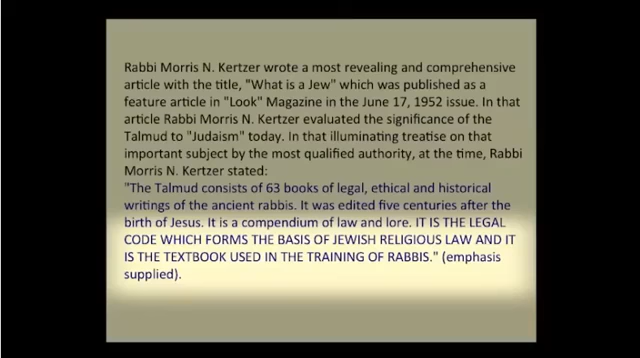 Rabbi Morris N. Kertzer wrote a most revealing and comprehensive
article with the title, "What is a Jew" which was published as a
feature article in "Look" Magazine in the June 17, 1952 issue. In that
article Rabbi Morris N. Kertzer evaluated the significance of the
Talmud to "Judaism" today. In that illuminating treatise on that
important subject by the most qualified authority, at the time, Rabbi
Morris N. Kertzer stated:
"The Talmud consists of 63 books of legal, ethical and historical
writings of the ancient rabbis. It was edited five centuries after the
birth of Jesus. It is a compendium of law and lore. IT IS THE LEGAL
CODE WHICH FORMS THE BASIS OF JEWISH RELIGIOUS LAW AND IT
IS THE TEXTBOOK USED IN THE TRAINING OF RABBIS." (emphasis
supplied).